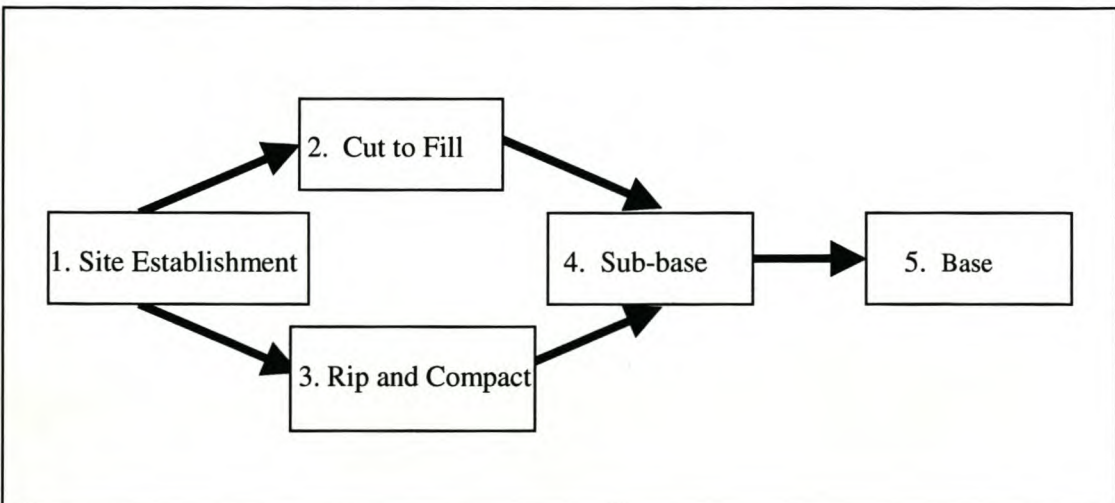 2. Cut to Fill
1. Site Establishment
4. Sub-base
5. Base
3. Rip and Compact